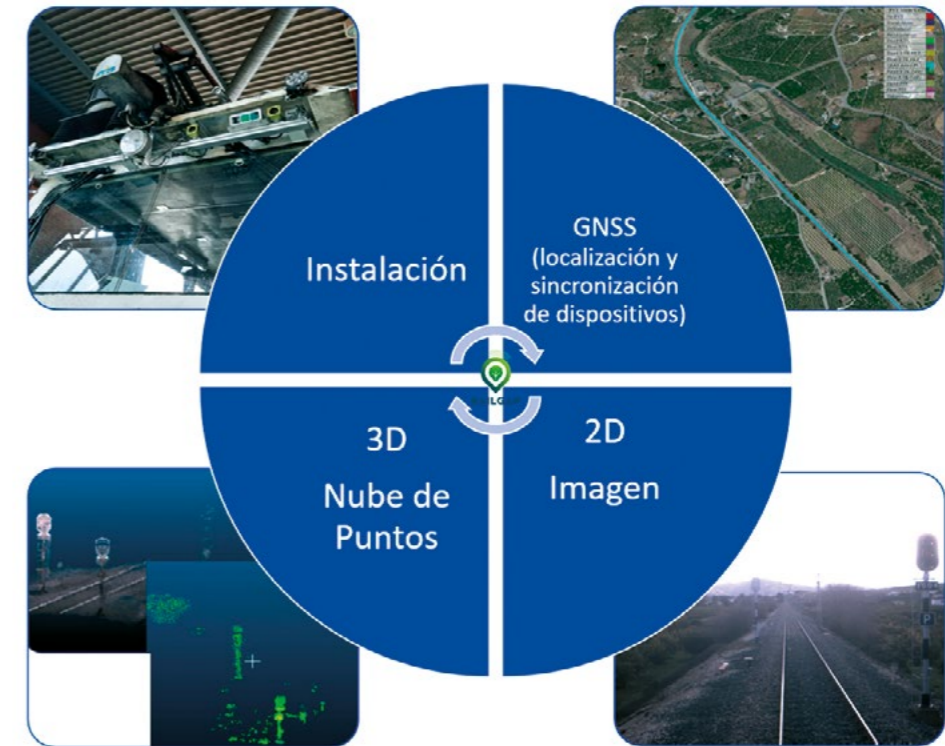 Instalación
GNSS
(localización y
sincronización
de dispositivos)
3D
Nube de
Puntos
2D
Imagen
P